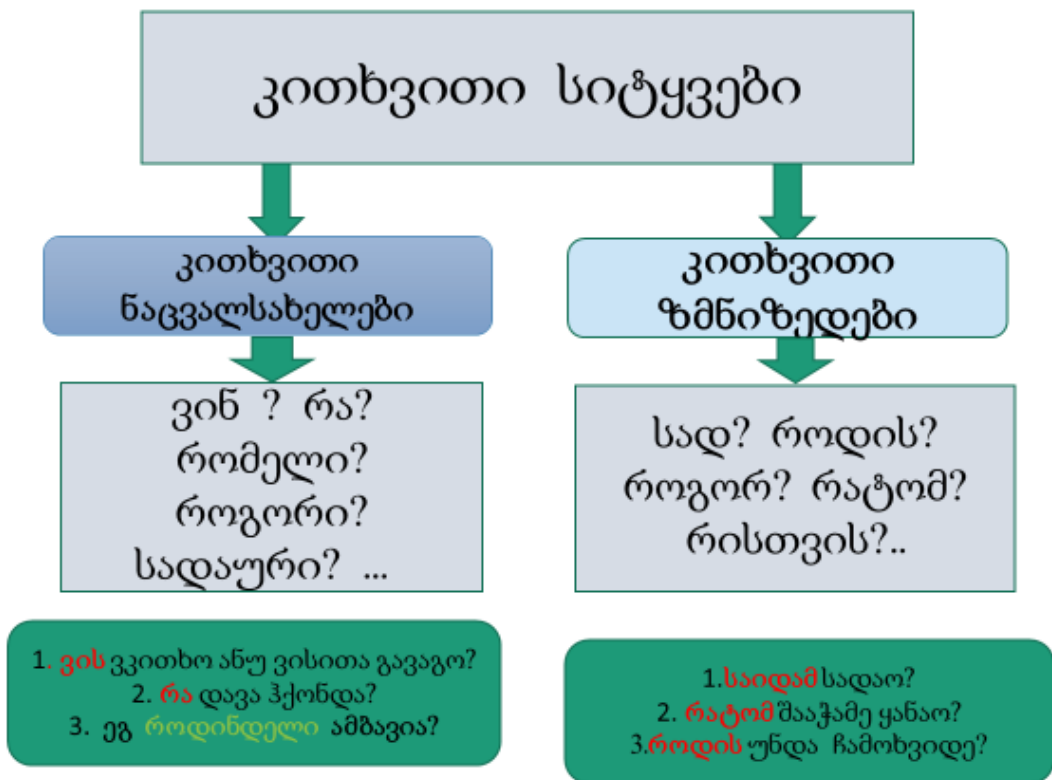 კითხვითი სიტყვები
კითხვითი
ნაცვალსახელები
კითხვითი
ზმნიზედები
ვინ ? რა?
რომელი?
როგორი?
სადაური? ...
სად? როდის?
როგორ? რატომ?
რისთვის?..
1. ვის ვკითხო ანუ ვისითა გავაგო?
2. რა დავა ჰქონდა?
3. ეგ როდინდელი ამბავია?
1.საიდამ სადაო?
2. რატომ შააჭამე ყანაო?
3.როდის უნდა ჩამოხვიდე?